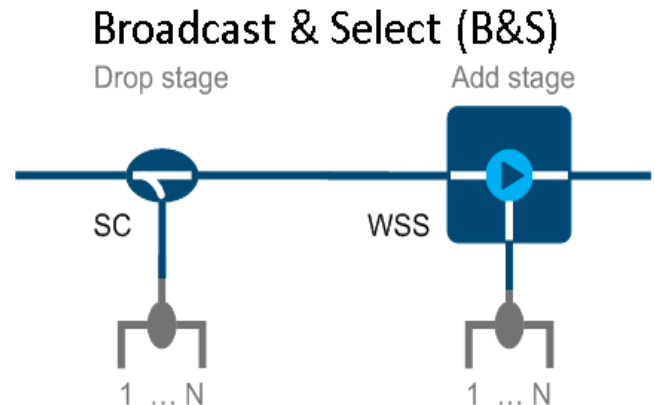 Broadcast & Select (B&S)
Drop stage Add stage
SC WSS
1 ... N 1 ... N